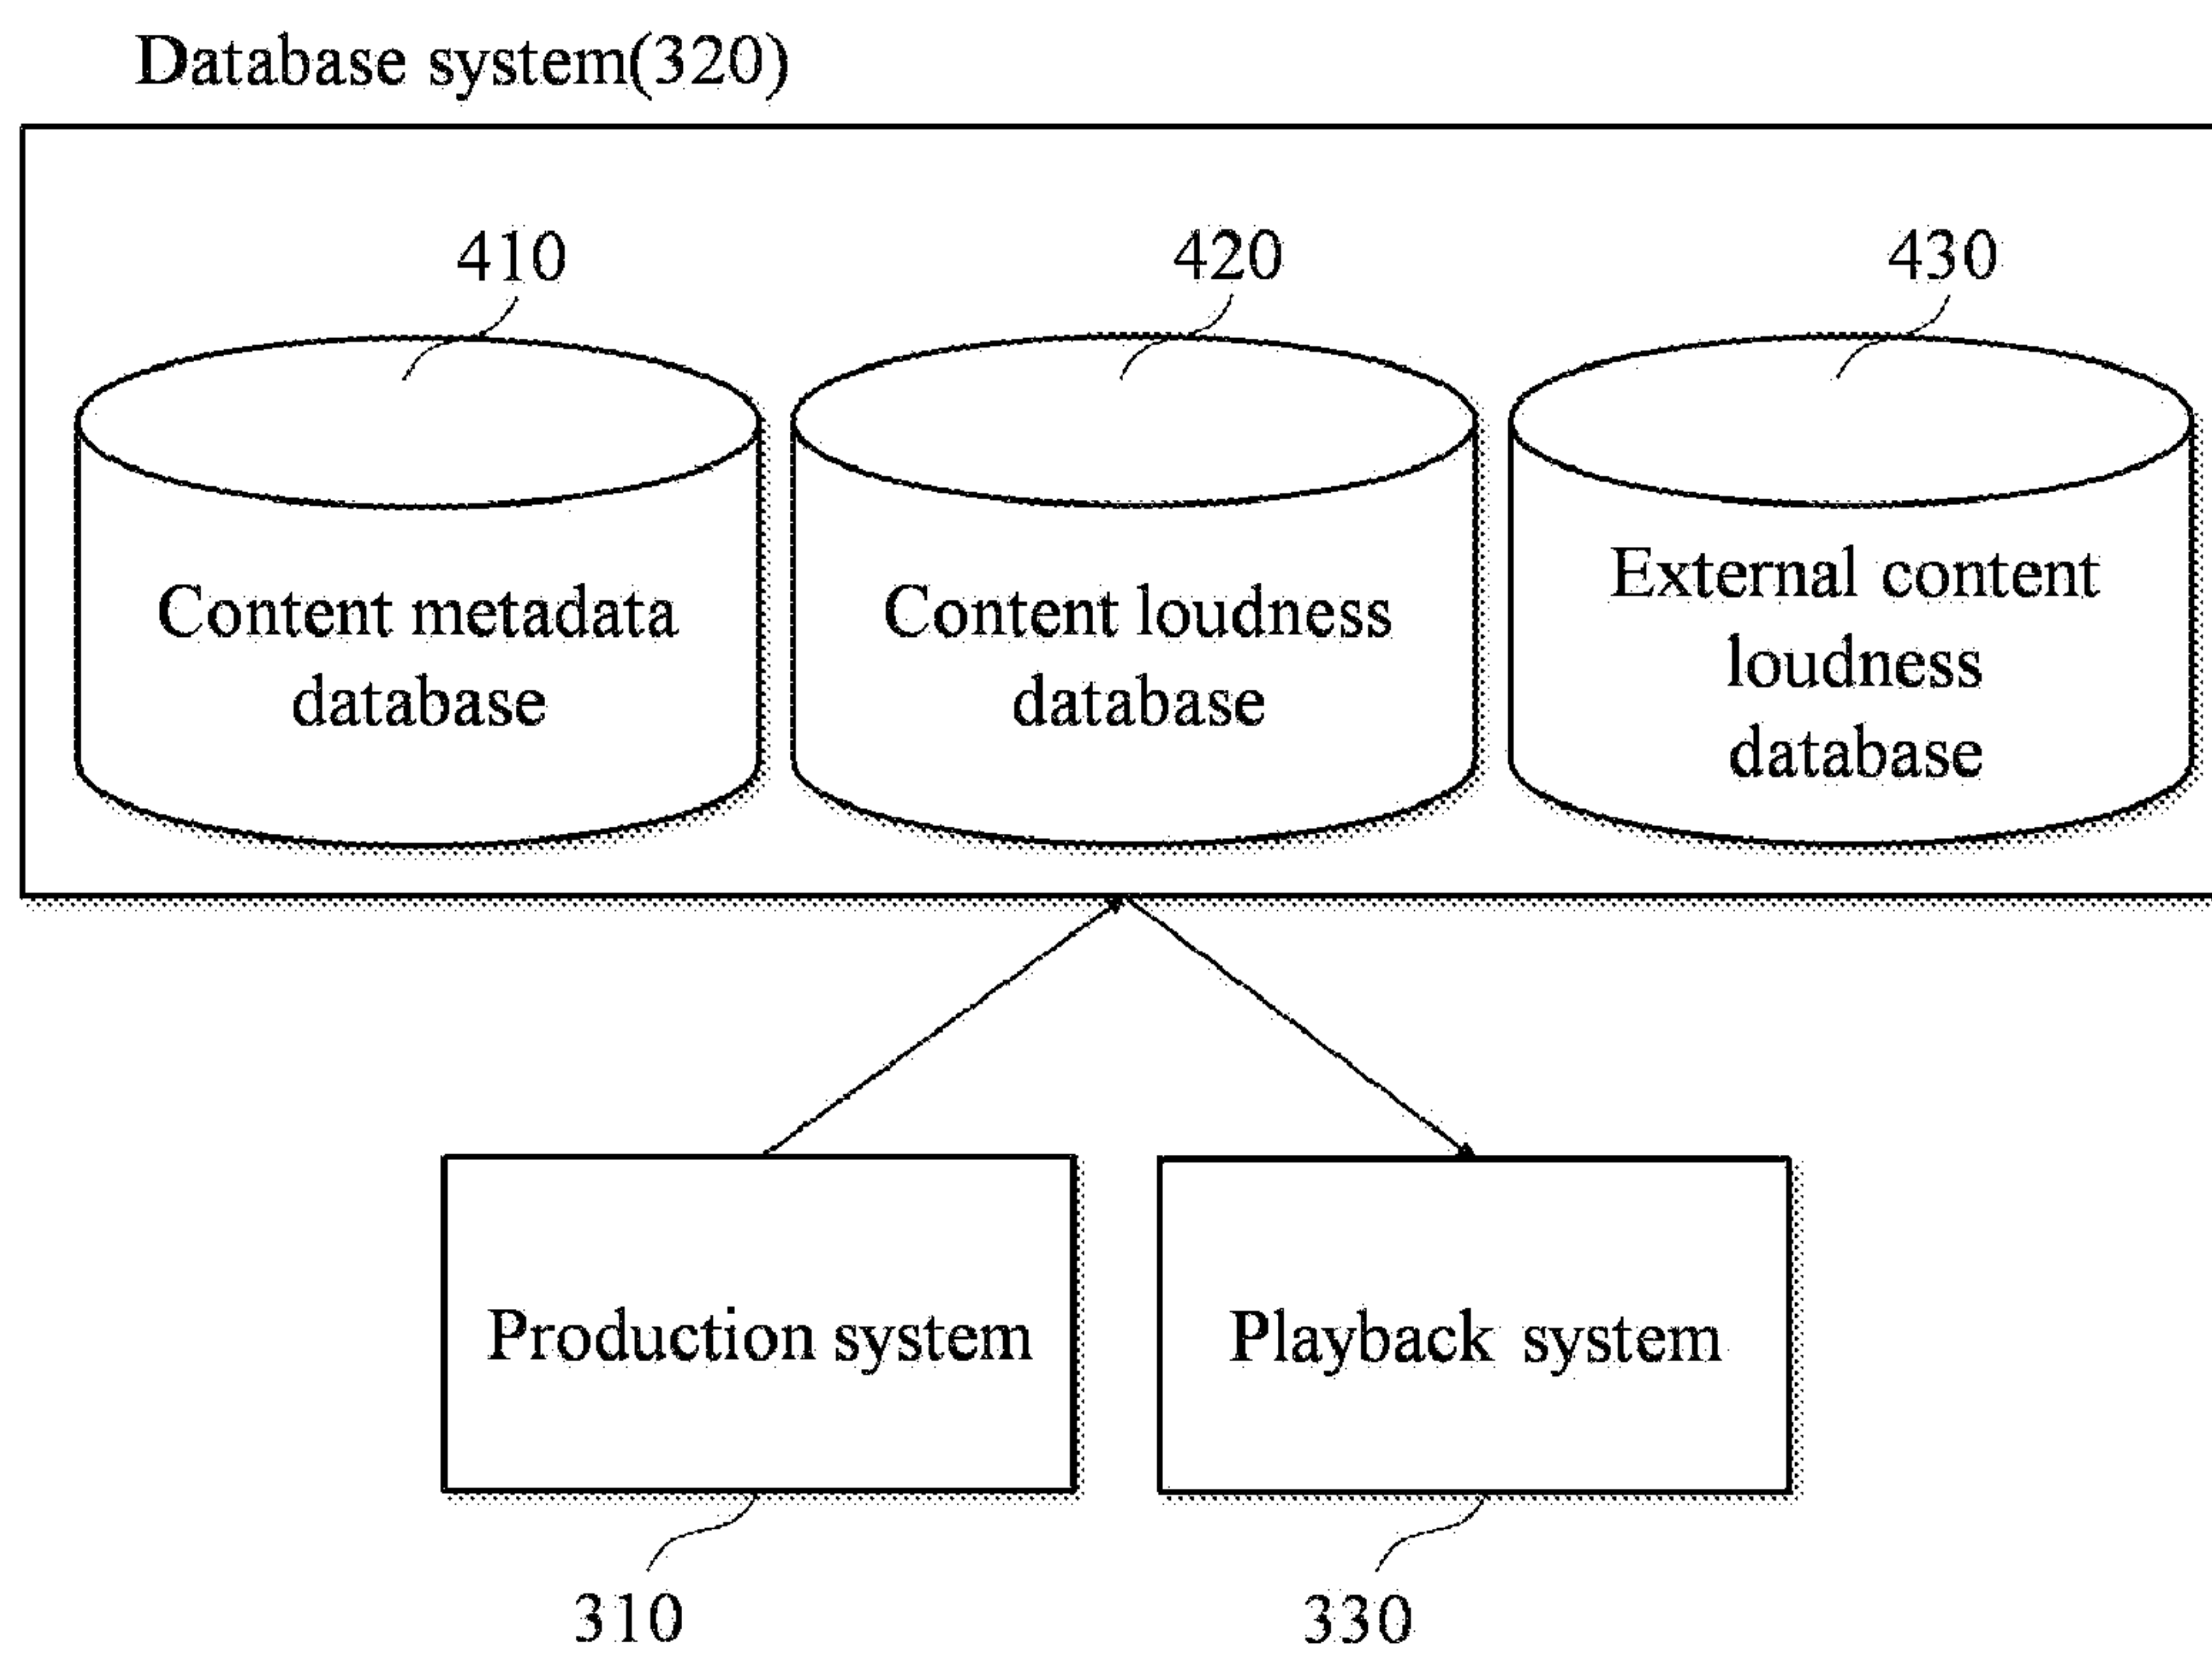 Database system(320)
410
420
430
Content metadata
database
Content loudness
database
External content
loudness
database
Production system
Playback system
310
330